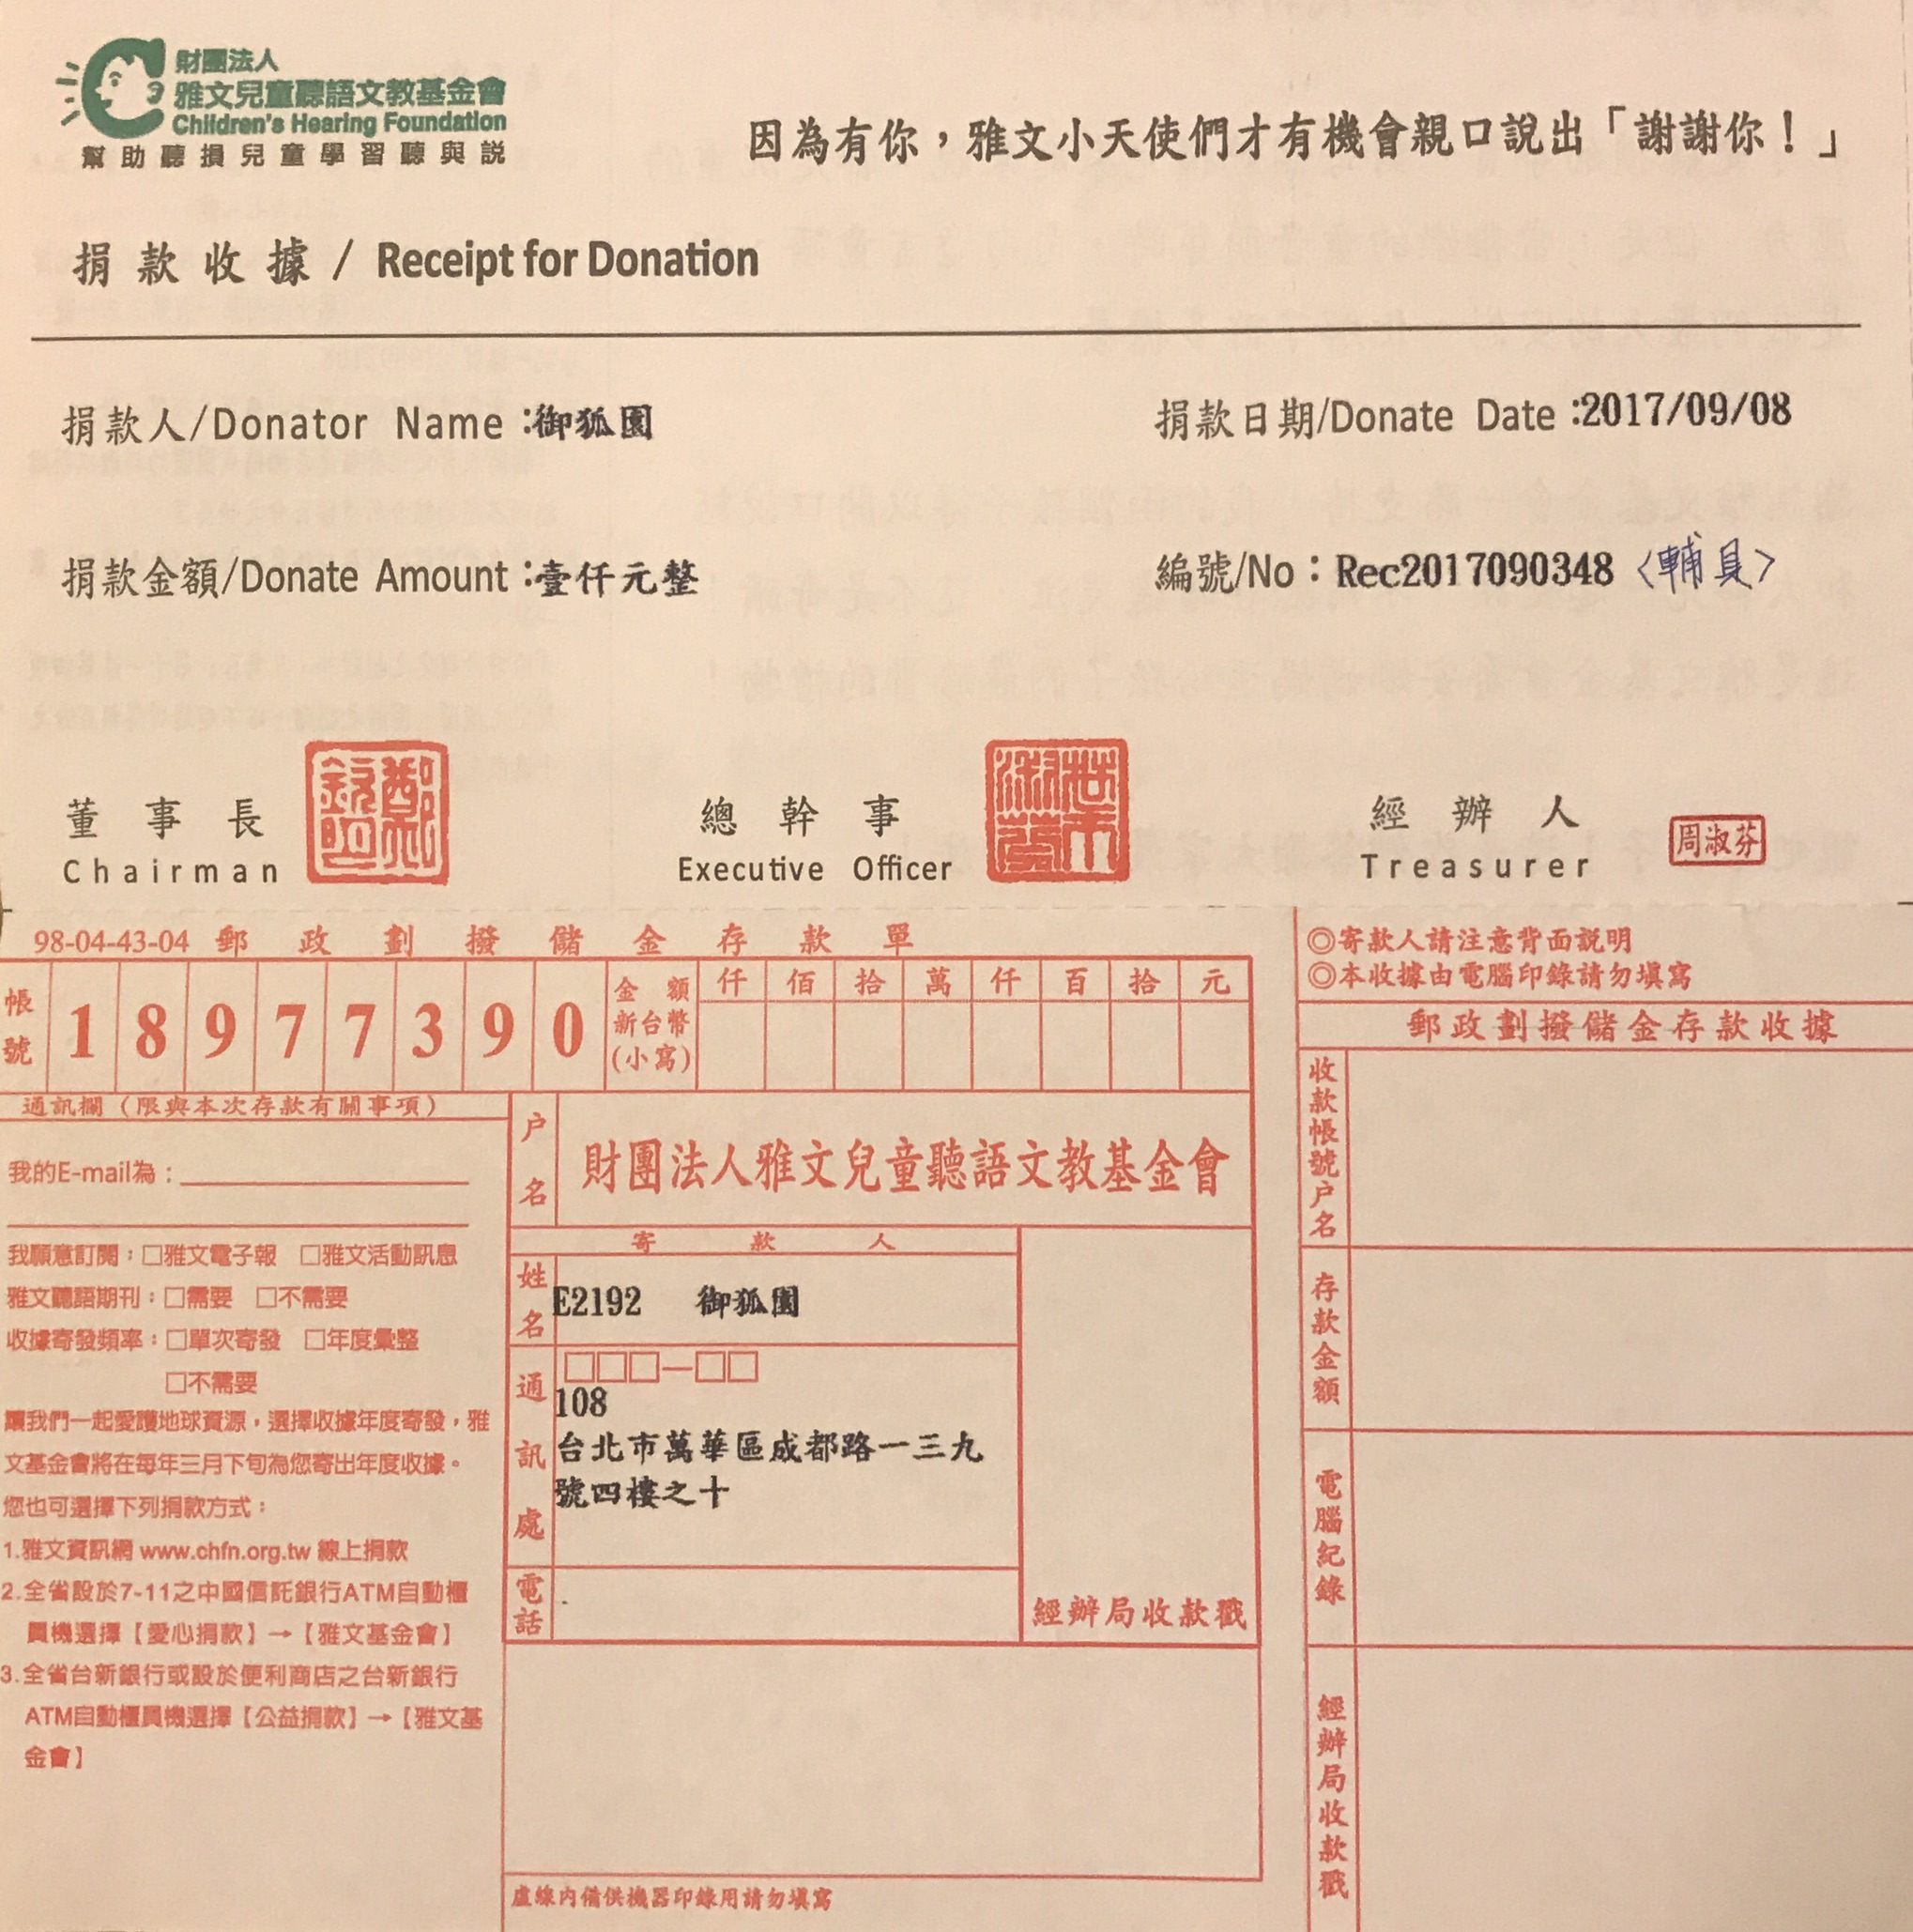 財團法人
雅文兒童聽語文教基金會
Children's Hearing Foundation
幫助聽損兒童學習聽與說
因為有你，雅文小天使們才有機會親口說出「謝謝你！」
捐款收據 / Receipt for Donation
捐款人/Donator Name：御狐園
捐款日期/Donate Date：2017/09/08
捐款金額/Donate Amount：壹仟元整
編號/No：Rec2017090348 〈輔具〉
董事長
Chairman
總幹事
Executive Officer
經辦人
Treasurer
周淑芬
98-04-43-04 郵政劃撥儲金存款單
帳號
1 8 9 7 7 3 9 0
金額
新台幣
(小寫)
仟 佰 拾 萬 仟 百 拾 元
通訊欄（限與本次存款有關事項）
我的E-mail為：
我願意訂閱：□雅文電子報 □雅文活動訊息
雅文聽語期刊：□需要 □不需要
收據寄發頻率：□單次寄發 □年度彙整
□不需要
讓我們一起愛護地球資源，選擇收據年度寄發，雅
文基金會將在每年三月下旬為您寄出年度收據。
您也可選擇下列捐款方式：
1.雅文資訊網 www.chfn.org.tw 線上捐款
2.全省設於7-11之中國信託銀行ATM自動櫃
員機選擇【愛心捐款】→【雅文基金會】
3.全省台新銀行或設於便利商店之台新銀行
ATM自動櫃員機選擇【公益捐款】→【雅文基
金會】
戶名
財團法人雅文兒童聽語文教基金會
寄款人
姓名
E2192 御狐園
通訊處
□□□—□□
108
台北市萬華區成都路一三九
號四樓之十
電話
經辦局收款戳
虛線內備供機器印錄用請勿填寫
◎寄款人請注意背面說明
◎本收據由電腦印錄請勿填寫
郵政劃撥儲金存款收據
收款帳號戶名
存款金額
電腦紀錄
經辦局收款戳